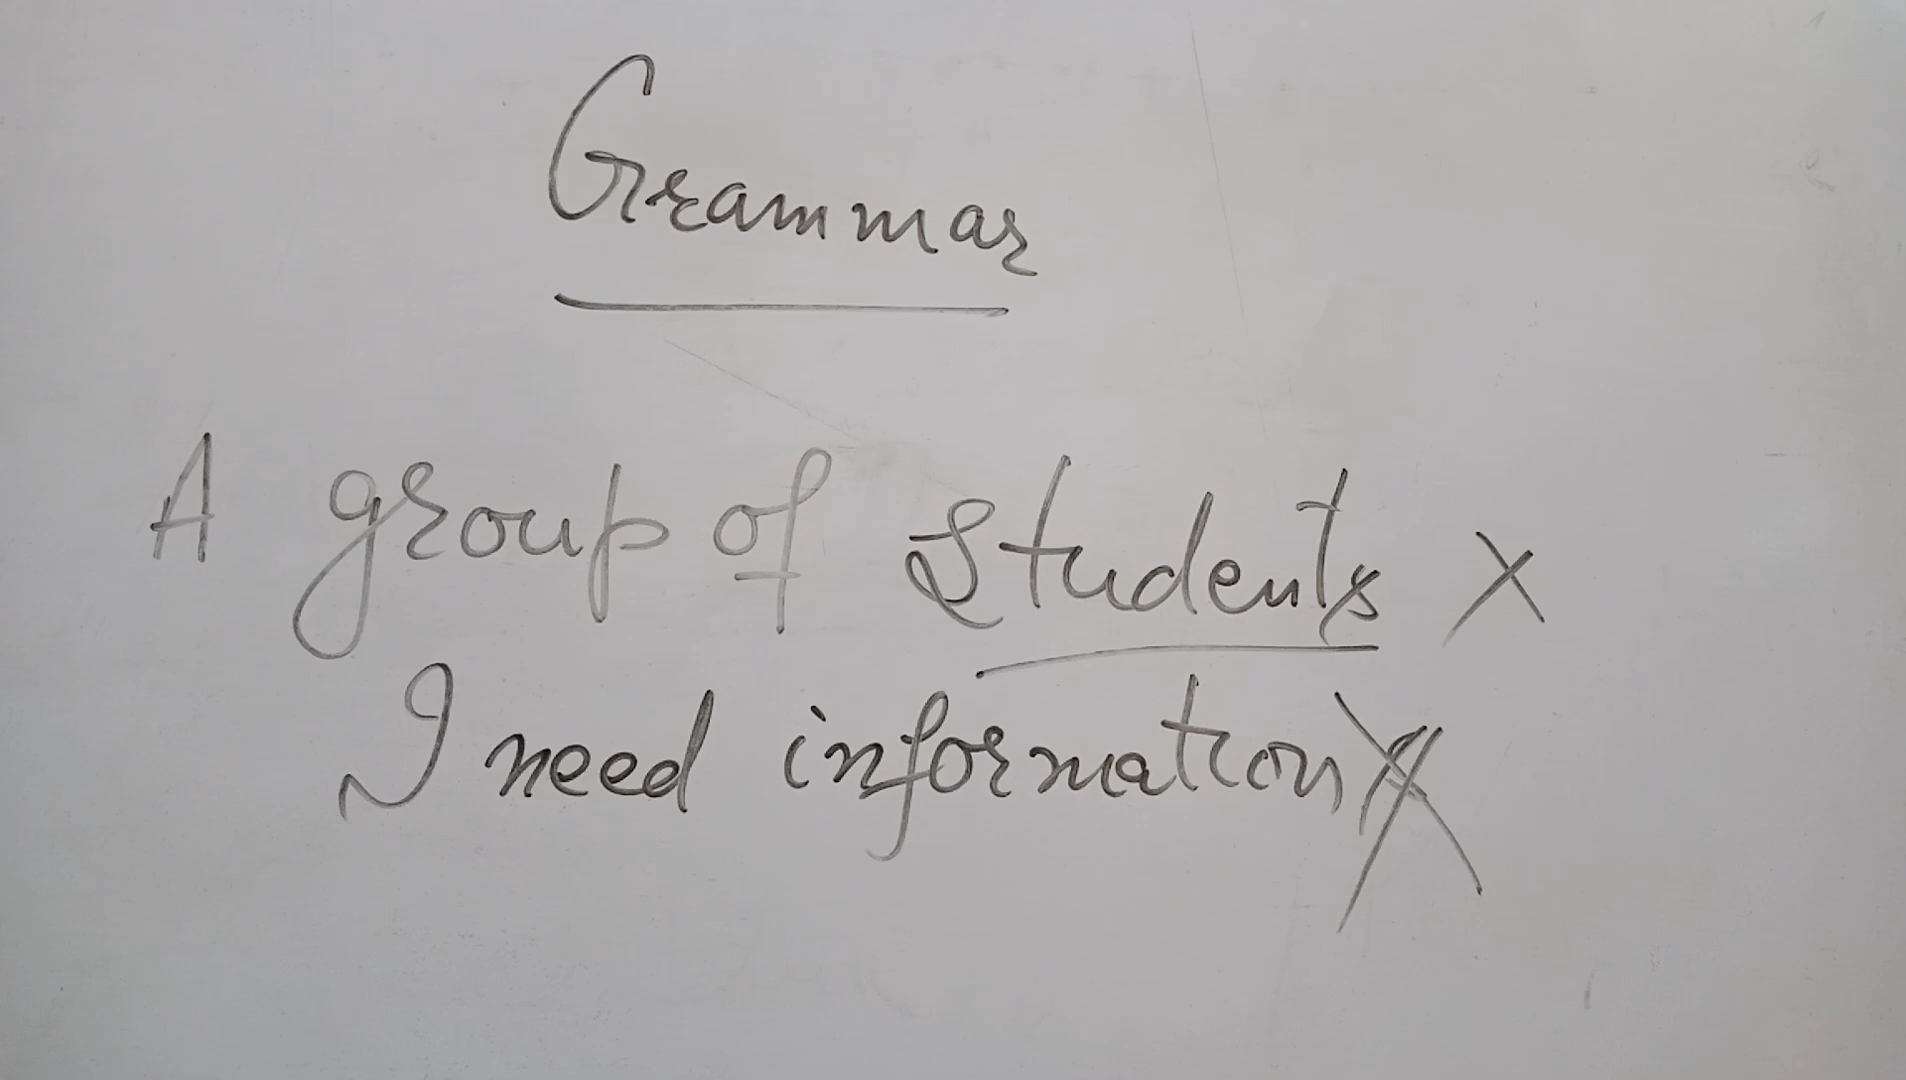 Grammar
A group of Students x
I need information